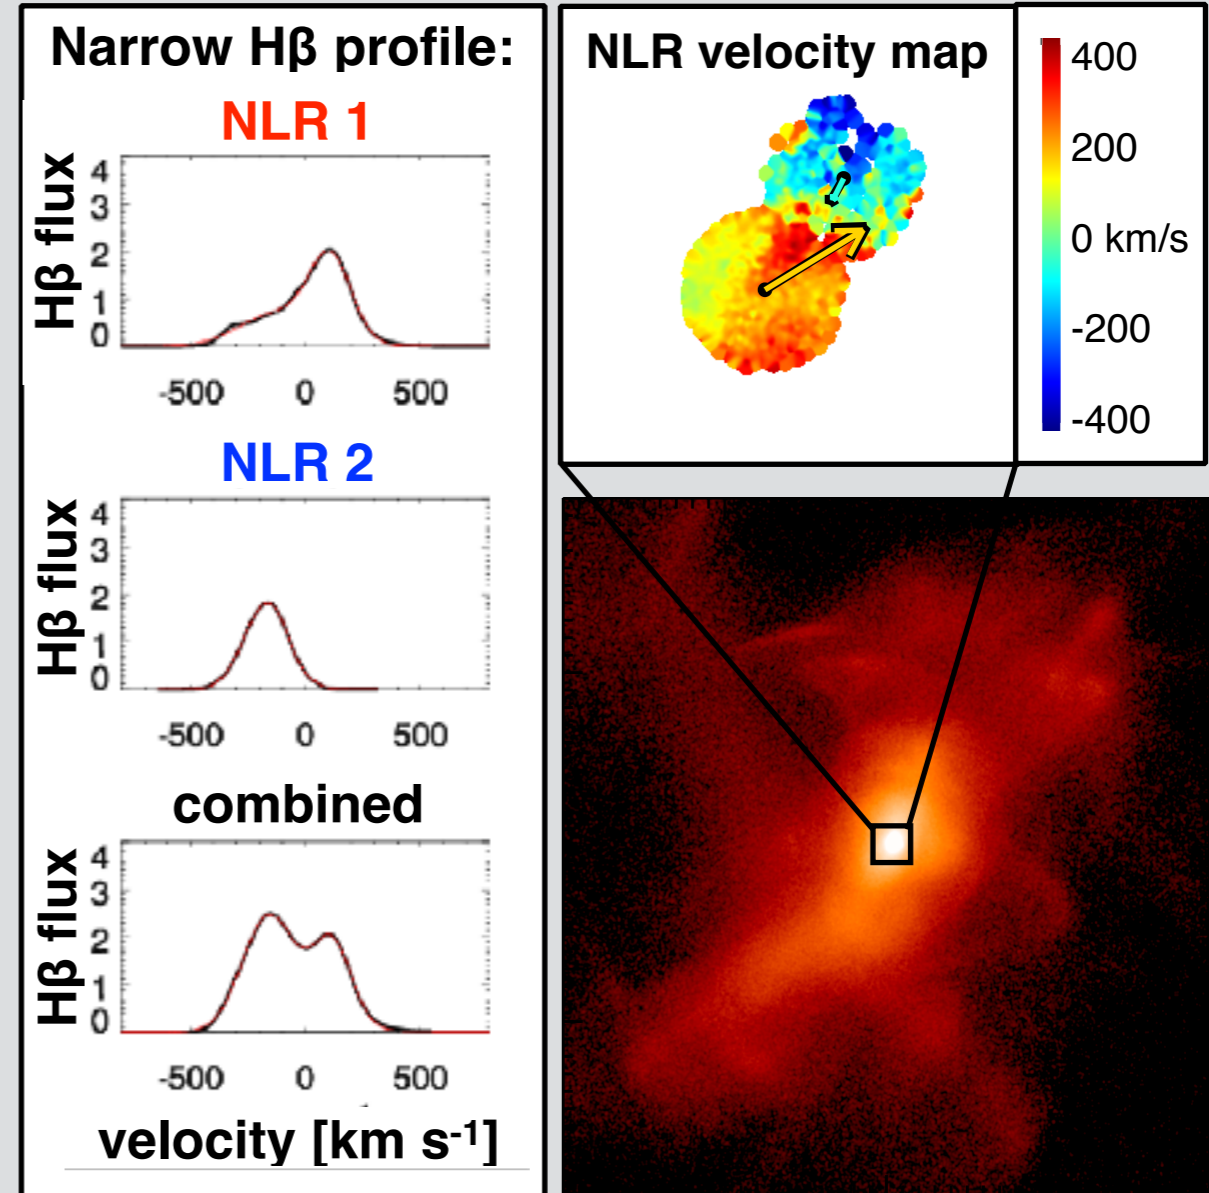 Narrow Hβ profile:
NLR 1
Hβ flux
4
3
2
1
0
-500 0 500
NLR 2
Hβ flux
4
3
2
1
0
-500 0 500
combined
Hβ flux
4
3
2
1
0
-500 0 500
velocity [km s-1]
NLR velocity map
400
200
0 km/s
-200
-400